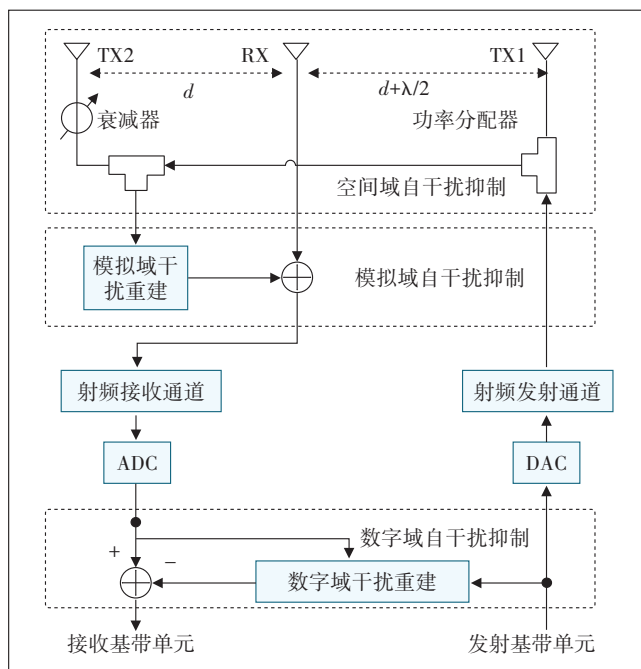 TX2
RX
TX1
d
d+λ/2
衰减器
功率分配器
空间域自干扰抑制
模拟域干
扰重建
模拟域自干扰抑制
射频接收通道
射频发射通道
ADC
DAC
数字域自干扰抑制
+
−
数字域干扰重建
接收基带单元
发射基带单元